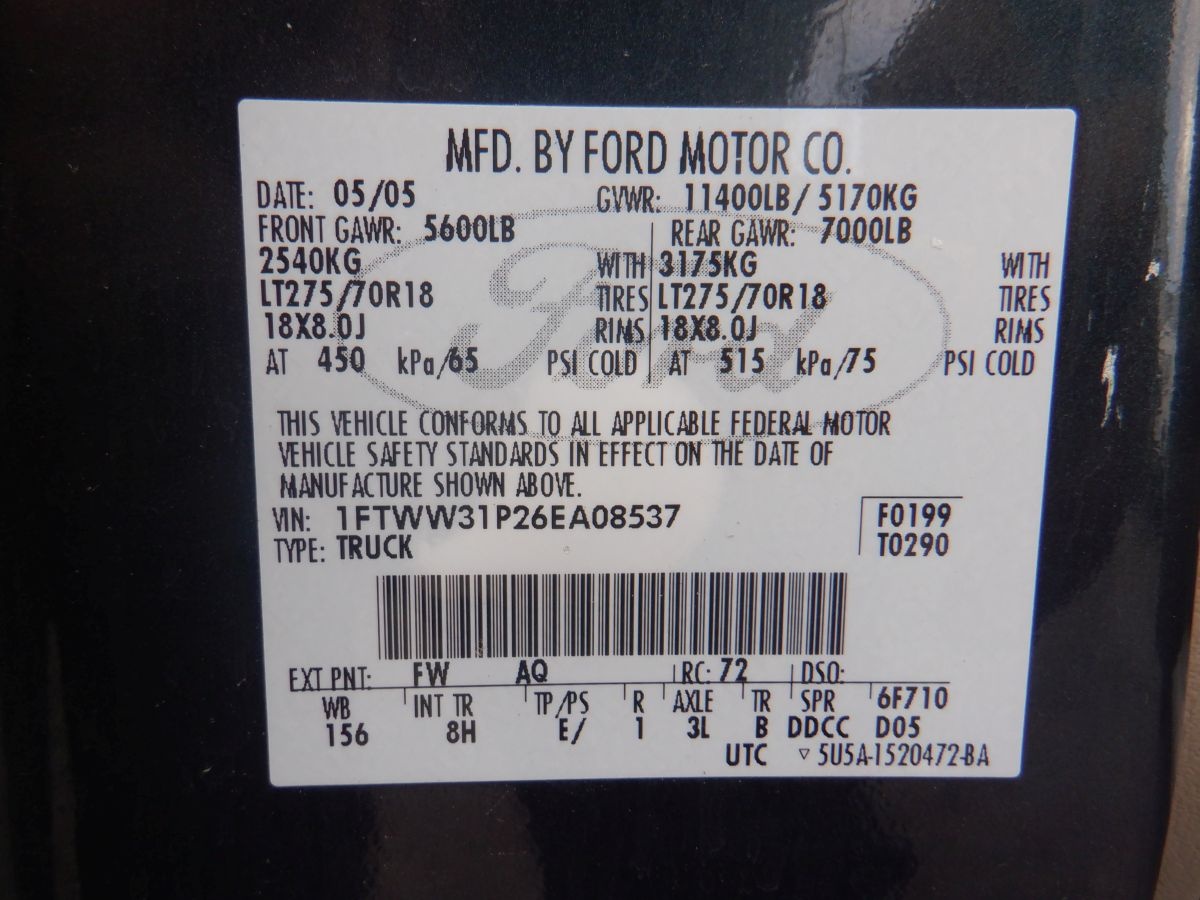 MFD. BY FORD MOTOR CO.
DATE: 05/05 GVWR: 11400LB/ 5170KG
FRONT GAWR: 5600LB REAR GAWR: 7000LB
2540KG WITH 3175KG WITH
LT275/70R18 TIRES LT275/70R18 TIRES
18X8.0J RIMS 18X8.0J RIMS
AT 450 kPa/65 PSI COLD AT 515 kPa/75 PSI COLD
Ford
THIS VEHICLE CONFORMS TO ALL APPLICABLE FEDERAL MOTOR
VEHICLE SAFETY STANDARDS IN EFFECT ON THE DATE OF
MANUFACTURE SHOWN ABOVE.
VIN: 1FTWW31P26EA08537 F0199
TYPE: TRUCK T0290
EXT PNT: FW AQ RC: 72 DSO:
WB INT TR TP/PS R AXLE TR SPR 6F710
156 8H E/ 1 3L B DDCC D05
UTC ▿ 5U5A-1520472-BA